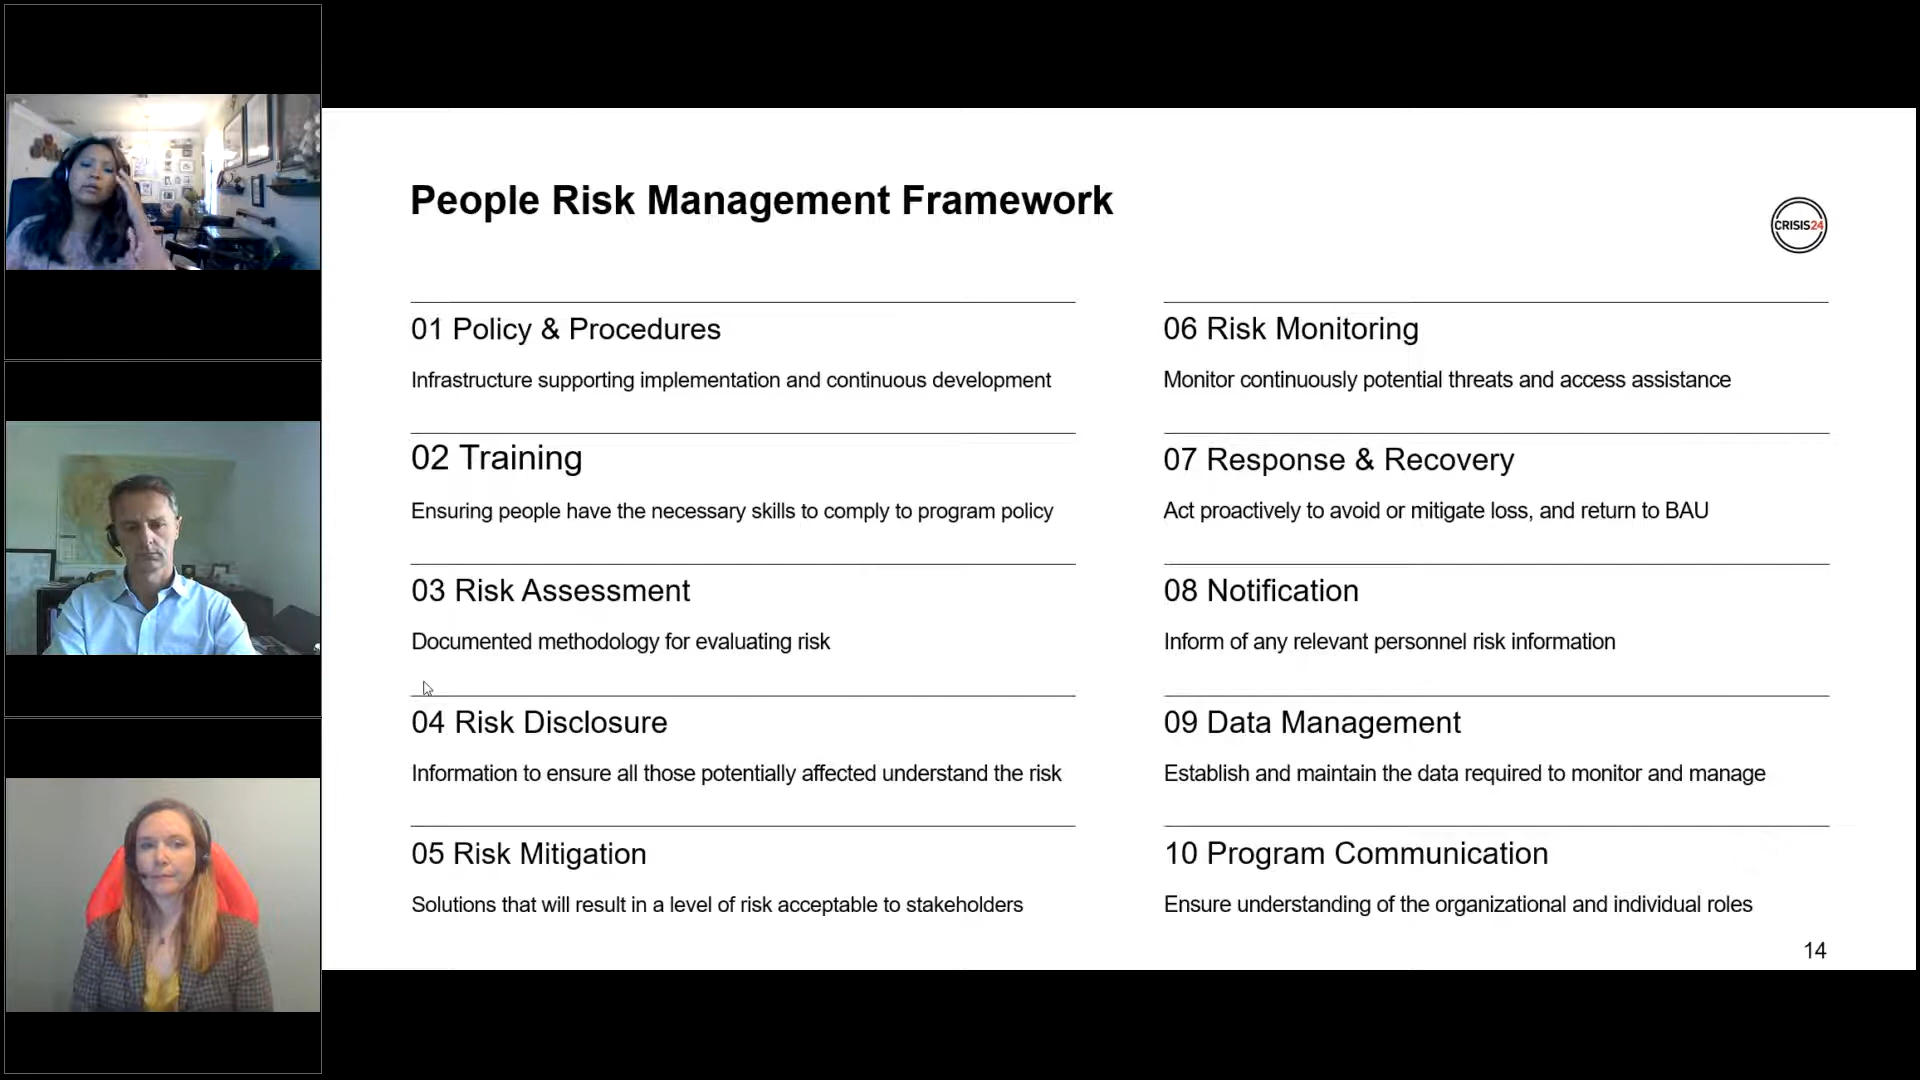 People Risk Management Framework
CRISIS24
01 Policy & Procedures
Infrastructure supporting implementation and continuous development
02 Training
Ensuring people have the necessary skills to comply to program policy
03 Risk Assessment
Documented methodology for evaluating risk
04 Risk Disclosure
Information to ensure all those potentially affected understand the risk
05 Risk Mitigation
Solutions that will result in a level of risk acceptable to stakeholders
06 Risk Monitoring
Monitor continuously potential threats and access assistance
07 Response & Recovery
Act proactively to avoid or mitigate loss, and return to BAU
08 Notification
Inform of any relevant personnel risk information
09 Data Management
Establish and maintain the data required to monitor and manage
10 Program Communication
Ensure understanding of the organizational and individual roles
14